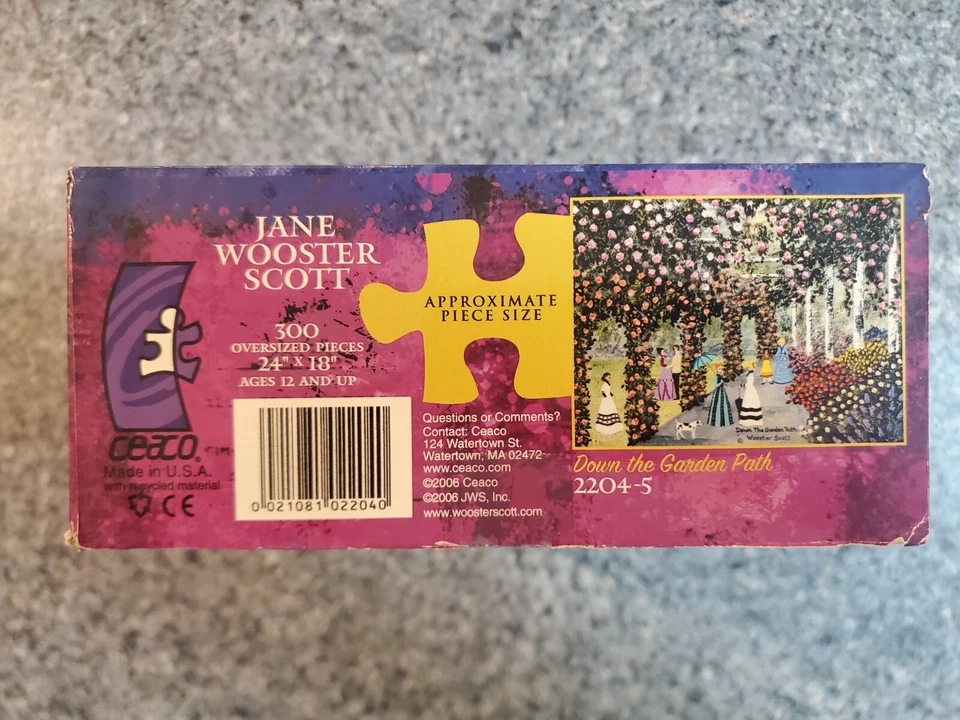 JANE
WOOSTER
SCOTT
300
OVERSIZED PIECES
24" X 18"
AGES 12 AND UP
APPROXIMATE
PIECE SIZE
ceaco®
Made in U.S.A.
with recycled material
CE
0 021081 022040
Questions or Comments?
Contact: Ceaco
124 Watertown St.
Watertown, MA 02472
www.ceaco.com
©2006 Ceaco
©2006 JWS, Inc.
www.woosterscott.com
Down The Garden Path
© Wooster Scott
Down the Garden Path
2204-5